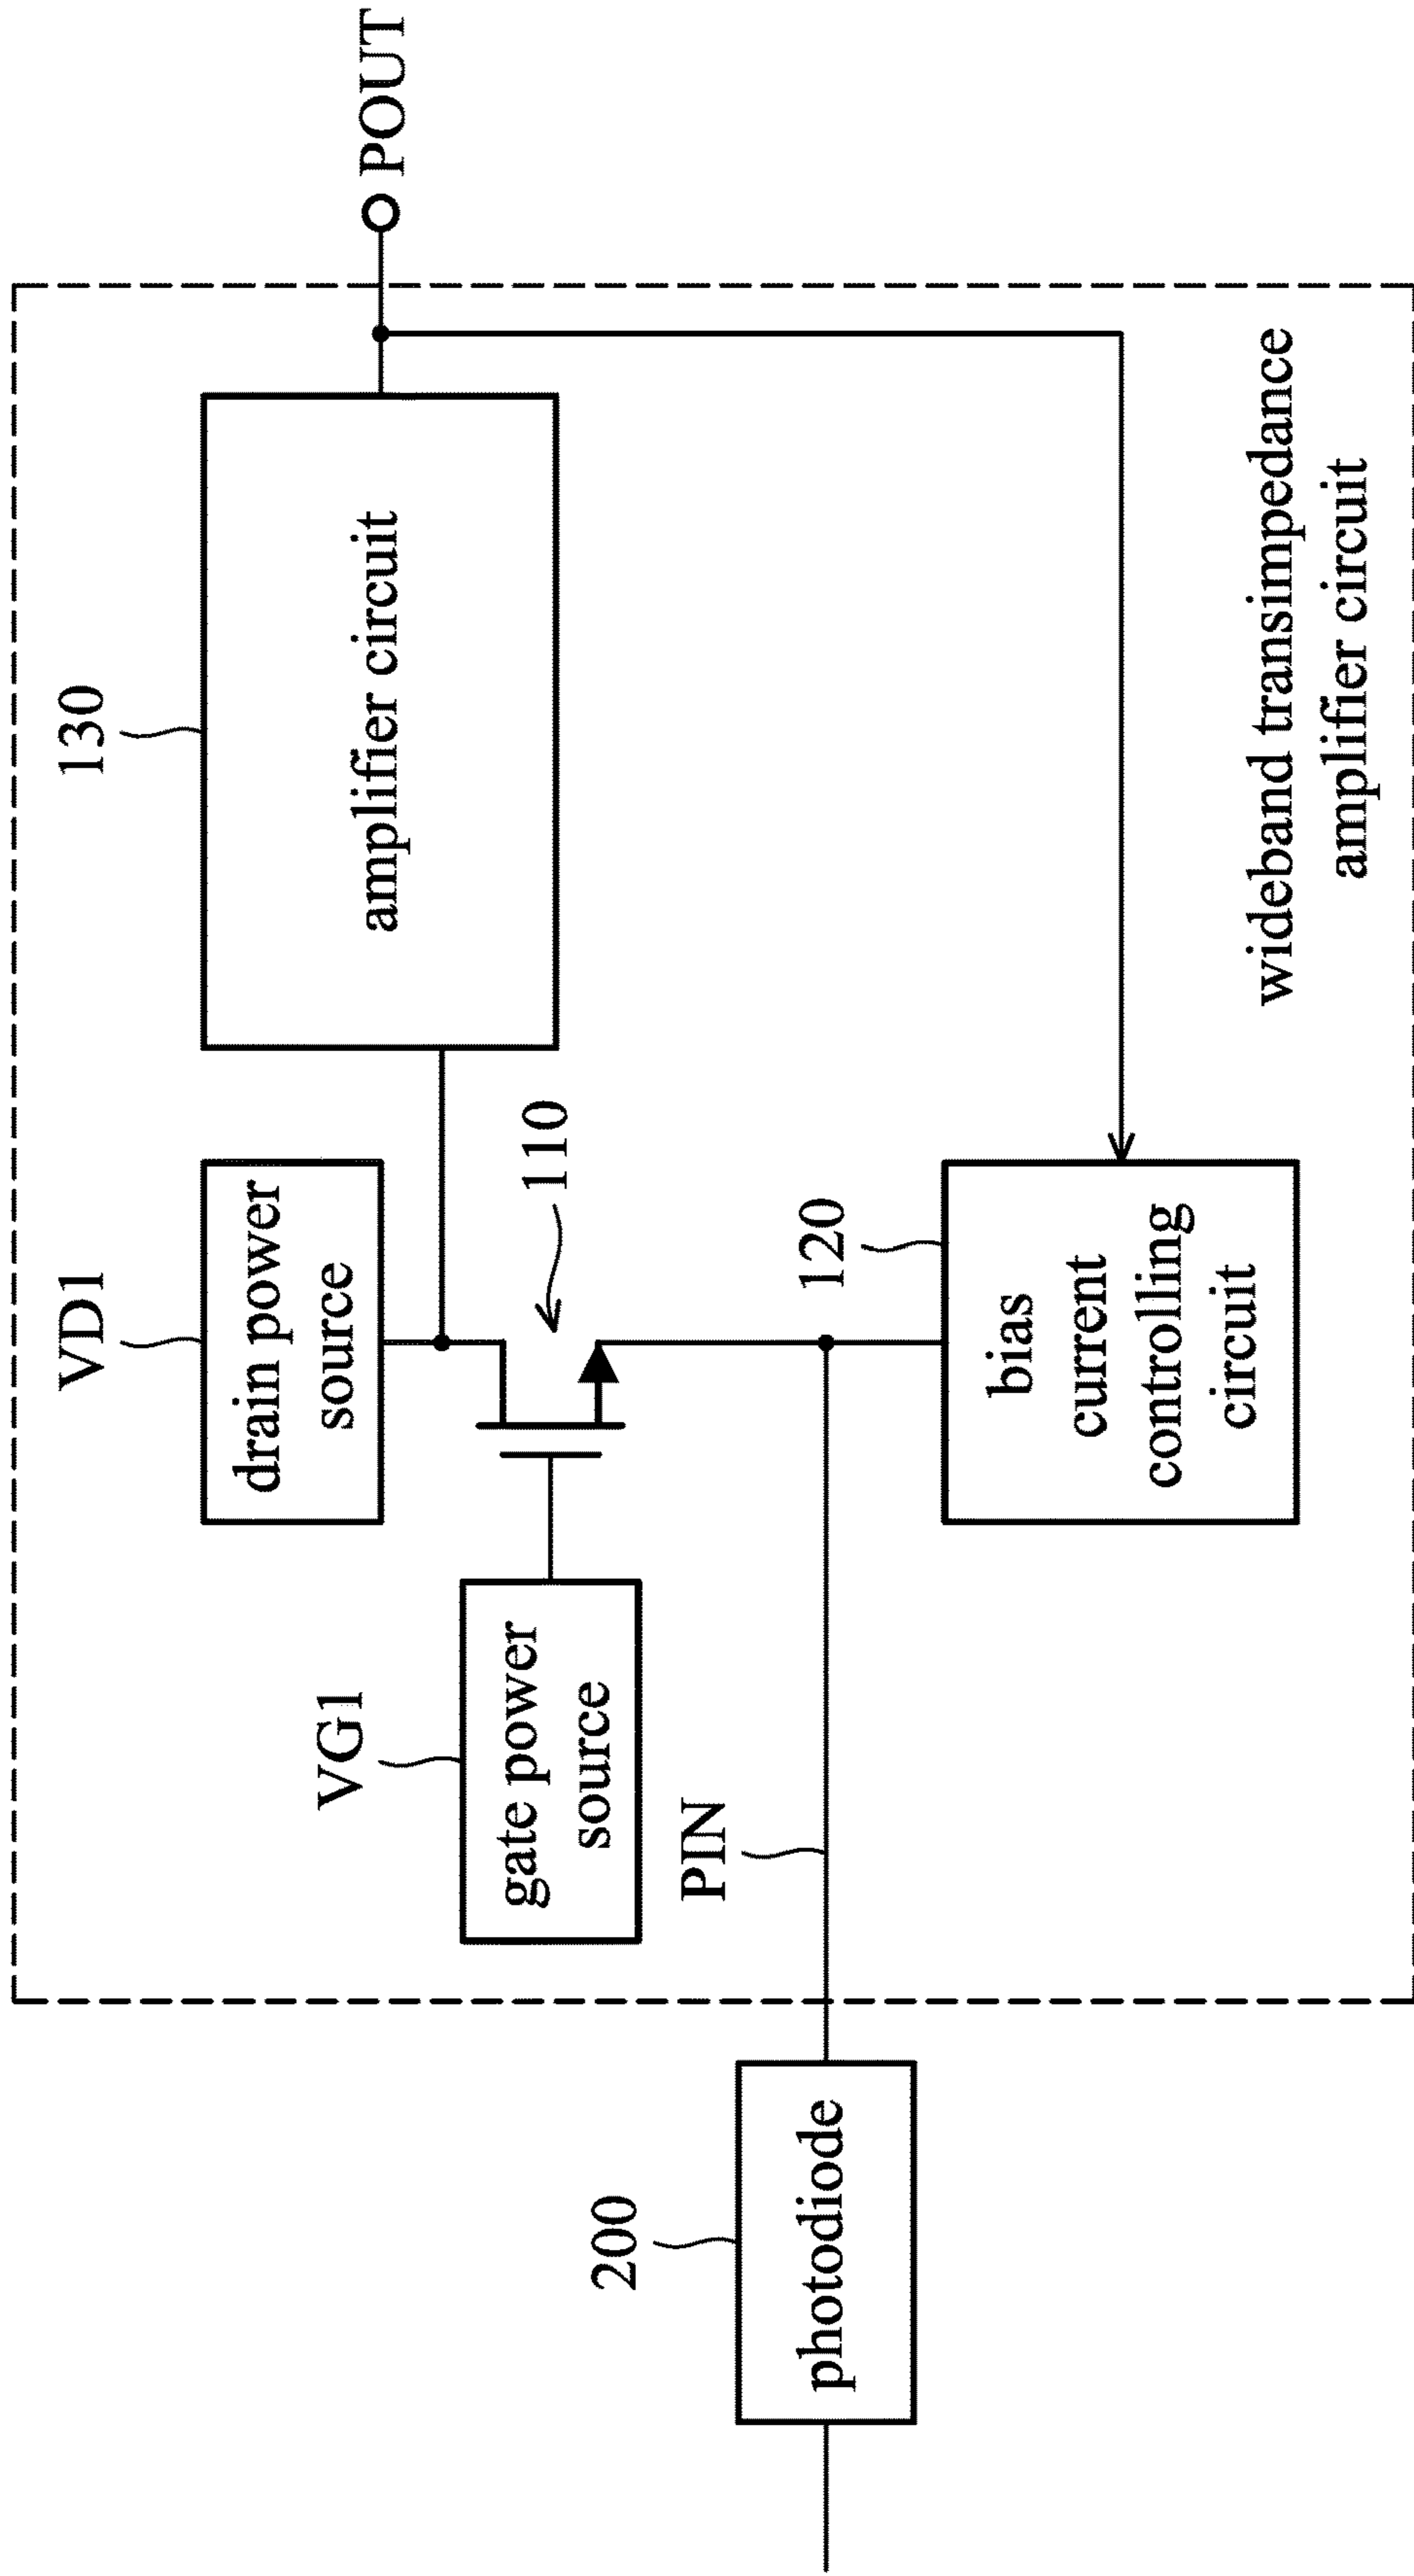 VD1
130
drain power
source
amplifier circuit
POUT
VG1
110
gate power
source
PIN
120
200
photodiode
bias
current
controlling
circuit
wideband transimpedance
amplifier circuit